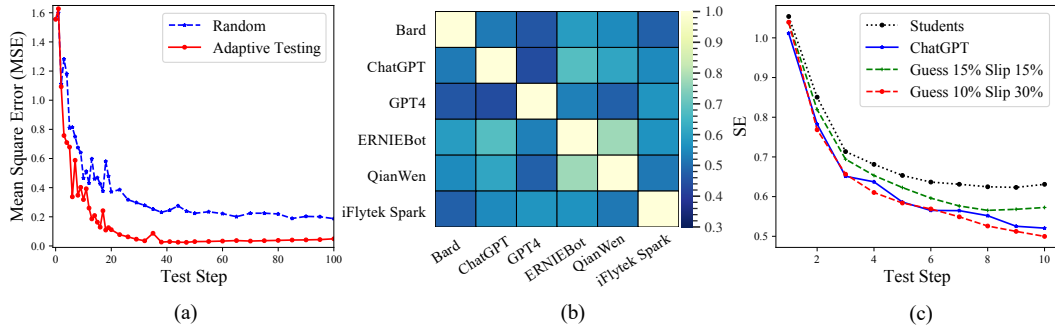 Mean Square Error (MSE)
1.6
1.4
1.2
1.0
0.8
0.6
0.4
0.2
0.0
0
20
40
60
80
100
Test Step
Random
Adaptive Testing
(a)
Bard
ChatGPT
GPT4
ERNIEBot
QianWen
iFlytek Spark
Bard
ChatGPT
GPT4
ERNIEBot
QianWen
iFlytek Spark
1.0
0.9
0.8
0.7
0.6
0.5
0.4
0.3
(b)
SE
1.0
0.9
0.8
0.7
0.6
0.5
2
4
6
8
10
Test Step
Students
ChatGPT
Guess 15% Slip 15%
Guess 10% Slip 30%
(c)